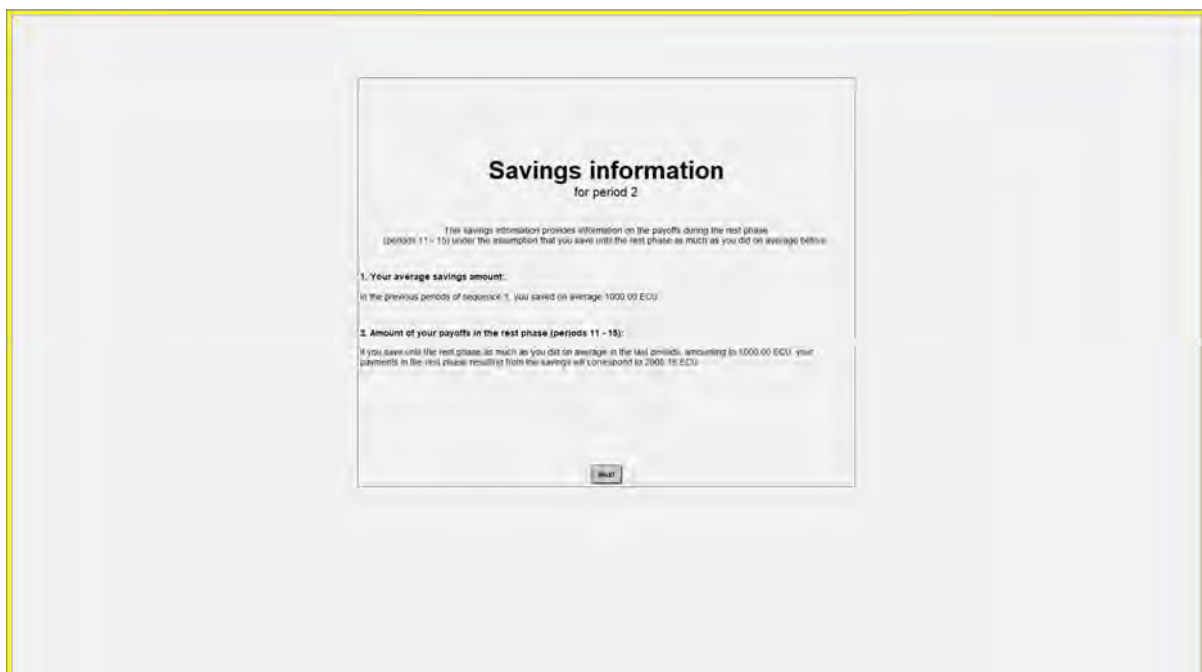 Savings information
for period 2
This savings information provides information on the payoffs during the rest phase
(periods 11 - 15) under the assumption that you save until the rest phase as much as you did on average before.
1. Your average savings amount:
In the previous periods of sequence 1, you saved on average 1000.00 ECU.
2. Amount of your payoffs in the rest phase (periods 11 - 15):
If you save until the rest phase as much as you did on average in the last periods, amounting to 1000.00 ECU, your
payments in the rest phase resulting from the savings will correspond to ECU.
Next